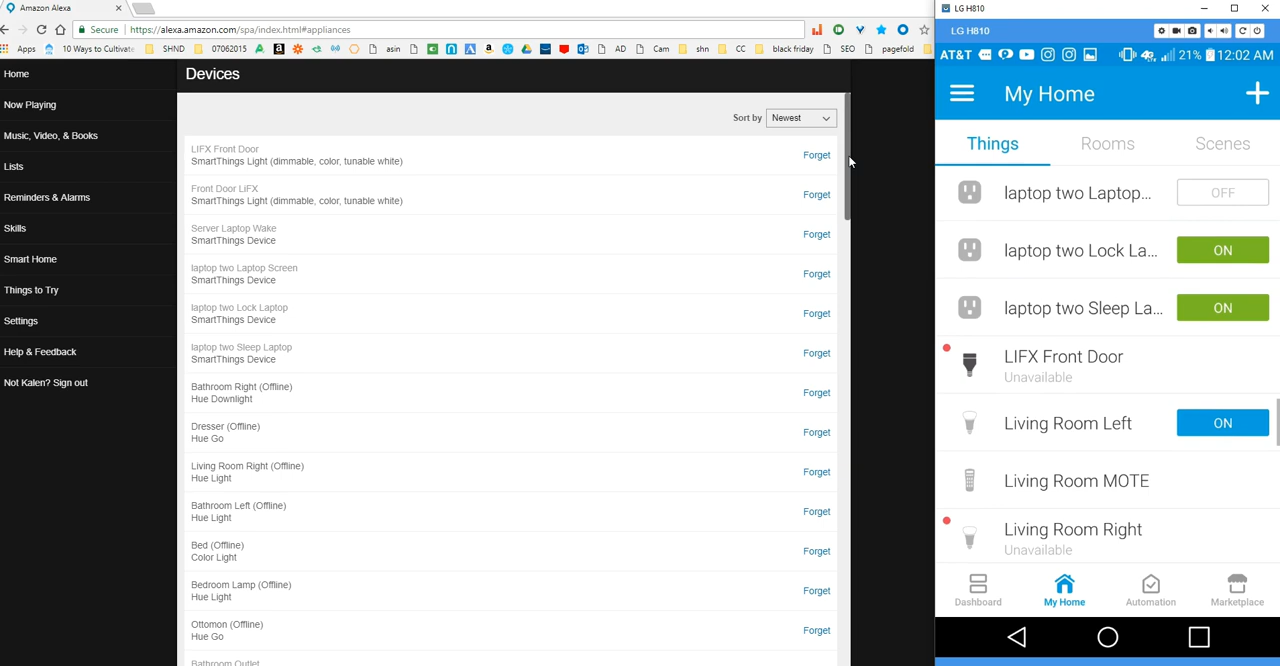 Amazon Alexa
Secure
https://alexa.amazon.com/spa/index.html#appliances
Apps
10 Ways to Cultivate
SHND
07062015
asin
AD
Cam
shn
CC
black friday
SEO
pagefold
Home
Now Playing
Music, Video, & Books
Lists
Reminders & Alarms
Skills
Smart Home
Things to Try
Settings
Help & Feedback
Not Kalen? Sign out
Devices
Sort by Newest
LIFX Front Door
SmartThings Light (dimmable, color, tunable white)
Forget
Front Door LiFX
SmartThings Light (dimmable, color, tunable white)
Forget
Server Laptop Wake
SmartThings Device
Forget
laptop two Laptop Screen
SmartThings Device
Forget
laptop two Lock Laptop
SmartThings Device
Forget
laptop two Sleep Laptop
SmartThings Device
Forget
Bathroom Right (Offline)
Hue Downlight
Forget
Dresser (Offline)
Hue Go
Forget
Living Room Right (Offline)
Hue Light
Forget
Bathroom Left (Offline)
Hue Light
Forget
Bed (Offline)
Color Light
Forget
Bedroom Lamp (Offline)
Hue Light
Forget
Ottomon (Offline)
Hue Go
Forget
Bathroom Outlet
LG H810
LG H810
AT&T
21%
12:02 AM
My Home
Things
Rooms
Scenes
laptop two Laptop...
OFF
laptop two Lock La...
ON
laptop two Sleep La...
ON
LIFX Front Door
Unavailable
Living Room Left
ON
Living Room MOTE
Living Room Right
Unavailable
Dashboard
My Home
Automation
Marketplace